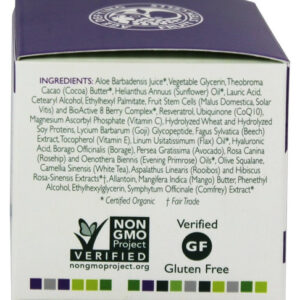 INGREDIENTS: Aloe Barbadensis Juice*, Vegetable Glycerin, Theobroma
Cacao (Cocoa) Butter*, Helianthus Annuus (Sunflower) Oil*, Lauric Acid,
Cetearyl Alcohol, Ethylhexyl Palmitate, Fruit Stem Cells (Malus Domestica, Solar
Vitis) and BioActive 8 Berry Complex*, Resveratrol, Ubiquinone (CoQ10),
Magnesium Ascorbyl Phosphate (Vitamin C), Hydrolyzed Wheat and Hydrolyzed
Soy Proteins, Lycium Barbarum (Goji) Glycopeptide, Fagus Sylvatica (Beech)
Extract, Tocopherol (Vitamin E), Linum Usitatissimum (Flax) Oil*, Hyaluronic
Acid, Borago Officinalis (Borage), Persea Gratissima (Avocado), Rosa Canina
(Rosehip) and Oenothera Biennis (Evening Primrose) Oils*, Olive Squalane,
Camellia Sinensis (White Tea), Aspalathus Linearis (Rooibos) and Hibiscus
Rosa-Sinensis Extracts*†, Allantoin, Mangifera Indica (Mango) Butter, Phenethyl
Alcohol, Ethylhexylglycerin, Symphytum Officinale (Comfrey) Extract*
* Certified Organic † Fair Trade
NON
GMO
Project
VERIFIED
nongmoproject.org
Verified
GF
Gluten Free